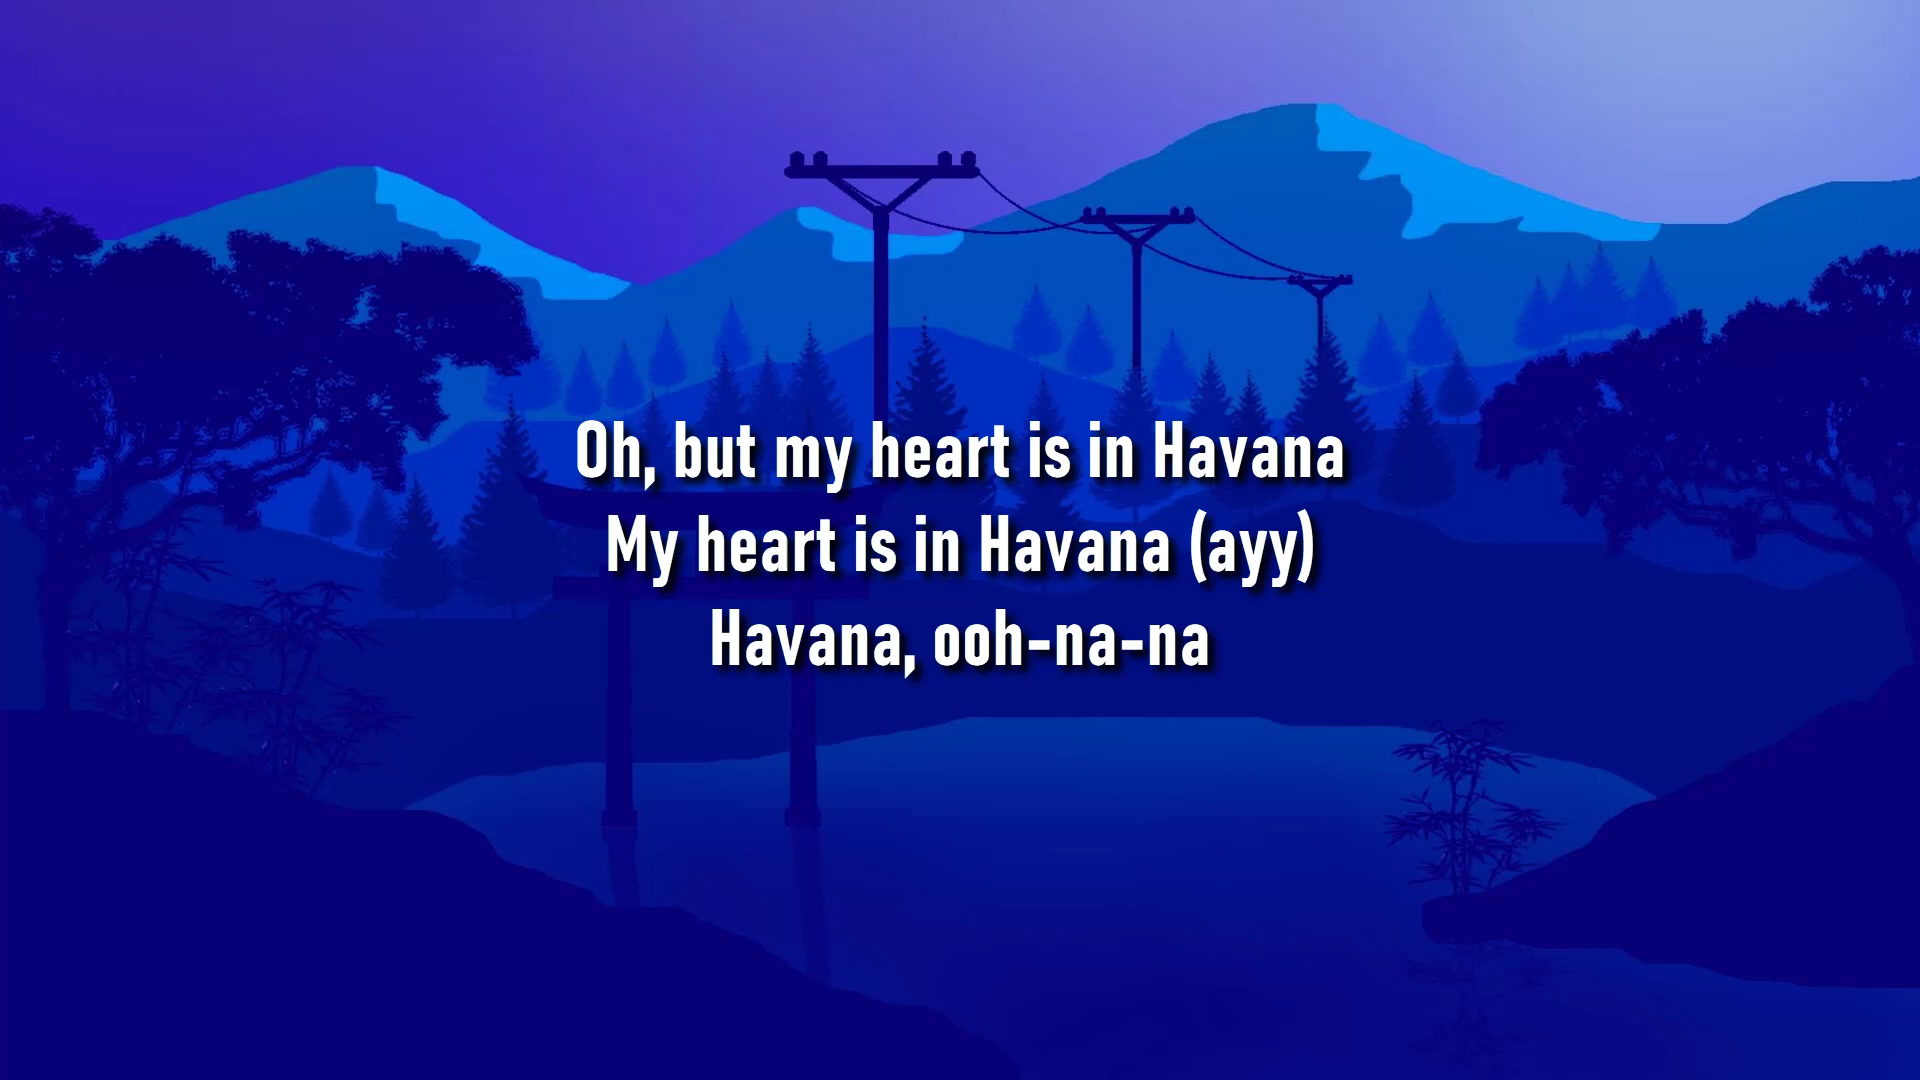 Oh, but my heart is in Havana
My heart is in Havana (ayy)
Havana, ooh-na-na